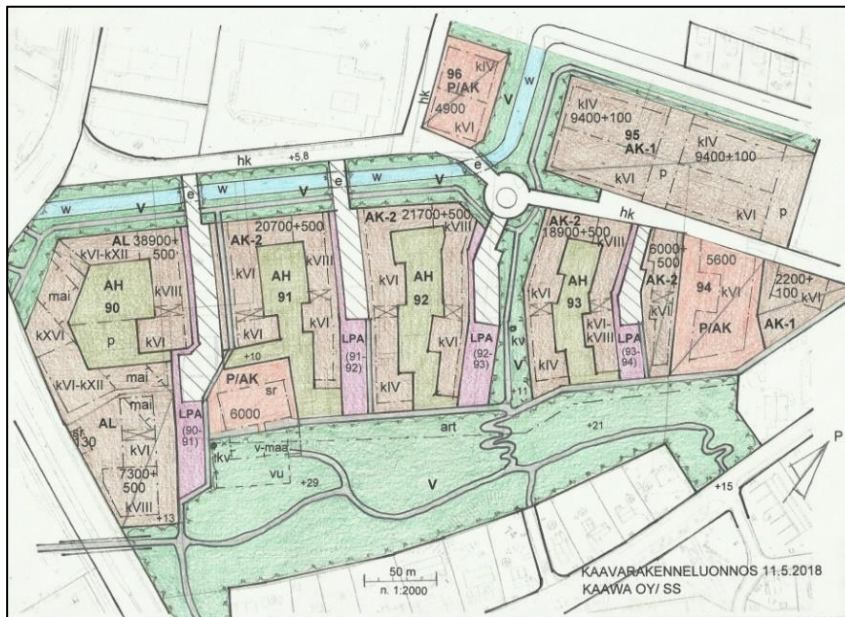 96
P/AK
kIV
4900
kVI
hk
w
V
kIV
9400+100
95
AK-1
kIV
9400+100
kVI
p
kVI
p
hk
+5,8
e
w
V
e
w
V
e
w
V
hk
AL 38900+
500
kVI-kXII
mai
AH
90
kVIII
kXVI
p
kVI
kVI-kXII
mai
AL
mai
130
kVI
7300+
500
kVIII
+13
LPA
(90-
91)
20700+500
AK-2
kVIII
kVI
AH
91
kVI
kVI
+10
P/AK
sr
6000
LPA
(91-
92)
AK-2
21700+500
kVIII
kVI
AH
92
kVI
kIV
LPA
(92-
93)
kv
V
+11
AK-2
18900+500
kVIII
kVI
AH
93
kVI-
kVIII
kIV
LPA
(93-
94)
6000+
500
AK-2
kVI
5600
kVI
94
P/AK
2200+
100
kVI
AK-1
art
+21
kv
v-maa
vu
+29
V
+15
P
50 m
n. 1:2000
KAAVARAKENNELUONNOS 11.5.2018
KAAWA OY/ SS